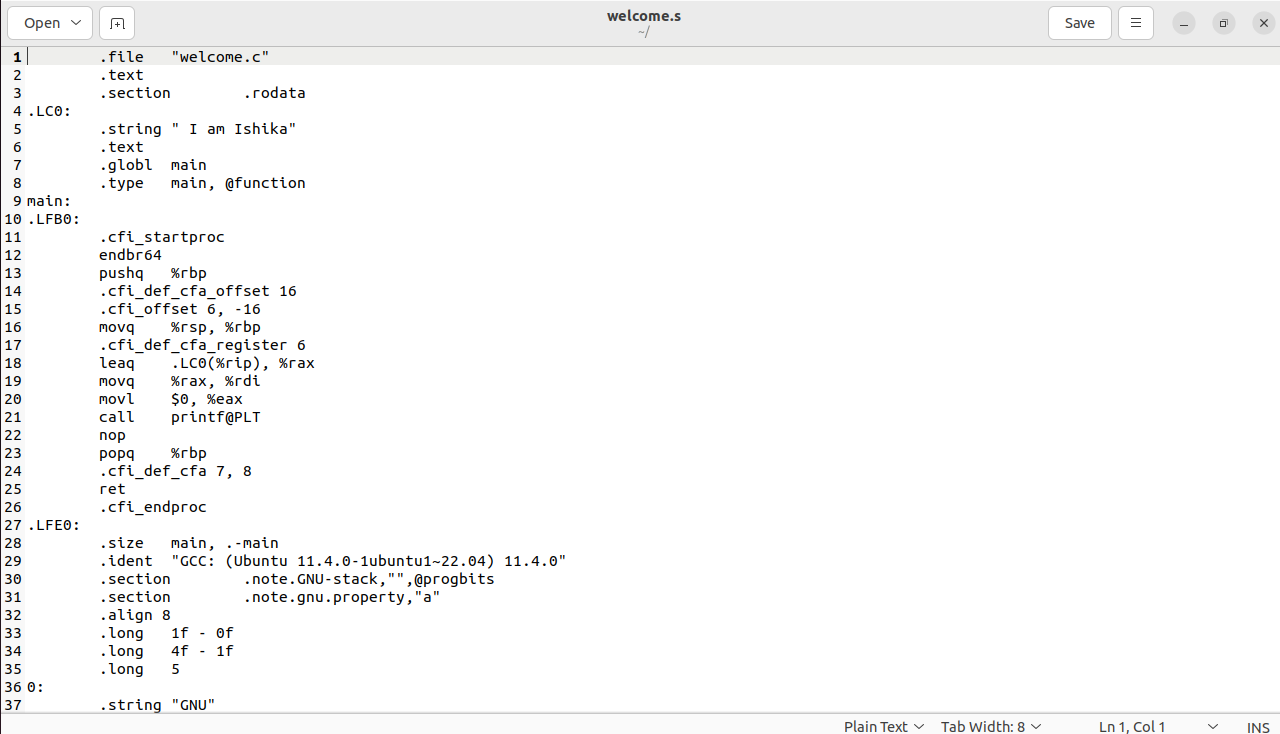 Open
welcome.s
~/
Save
1 .file "welcome.c"
2 .text
3 .section .rodata
4 .LC0:
5 .string " I am Ishika"
6 .text
7 .globl main
8 .type main, @function
9 main:
10 .LFB0:
11 .cfi_startproc
12 endbr64
13 pushq %rbp
14 .cfi_def_cfa_offset 16
15 .cfi_offset 6, -16
16 movq %rsp, %rbp
17 .cfi_def_cfa_register 6
18 leaq .LC0(%rip), %rax
19 movq %rax, %rdi
20 movl $0, %eax
21 call printf@PLT
22 nop
23 popq %rbp
24 .cfi_def_cfa 7, 8
25 ret
26 .cfi_endproc
27 .LFE0:
28 .size main, .-main
29 .ident "GCC: (Ubuntu 11.4.0-1ubuntu1~22.04) 11.4.0"
30 .section .note.GNU-stack,"",@progbits
31 .section .note.gnu.property,"a"
32 .align 8
33 .long 1f - 0f
34 .long 4f - 1f
35 .long 5
36 0:
37 .string "GNU"
Plain Text Tab Width: 8 Ln 1, Col 1 INS